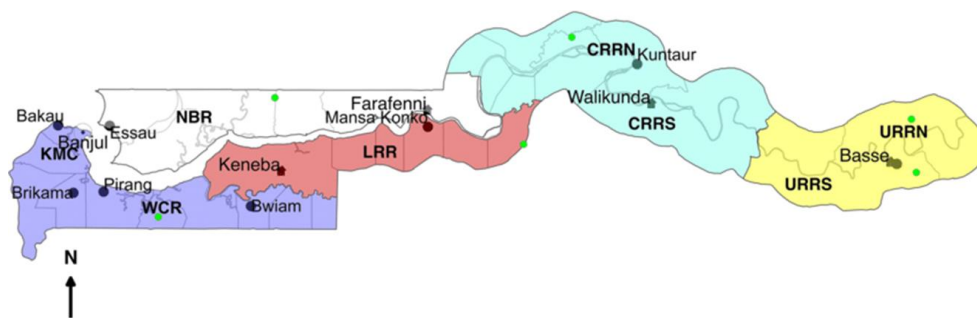 CRRN
Kuntaur
Bakau
Essau
NBR
Farafenni
Mansa Konko
Walikunda
CRRS
URRN
Banjul
KMC
Keneba
LRR
Basse
URRS
Brikama
Pirang
WCR
Bwiam
N